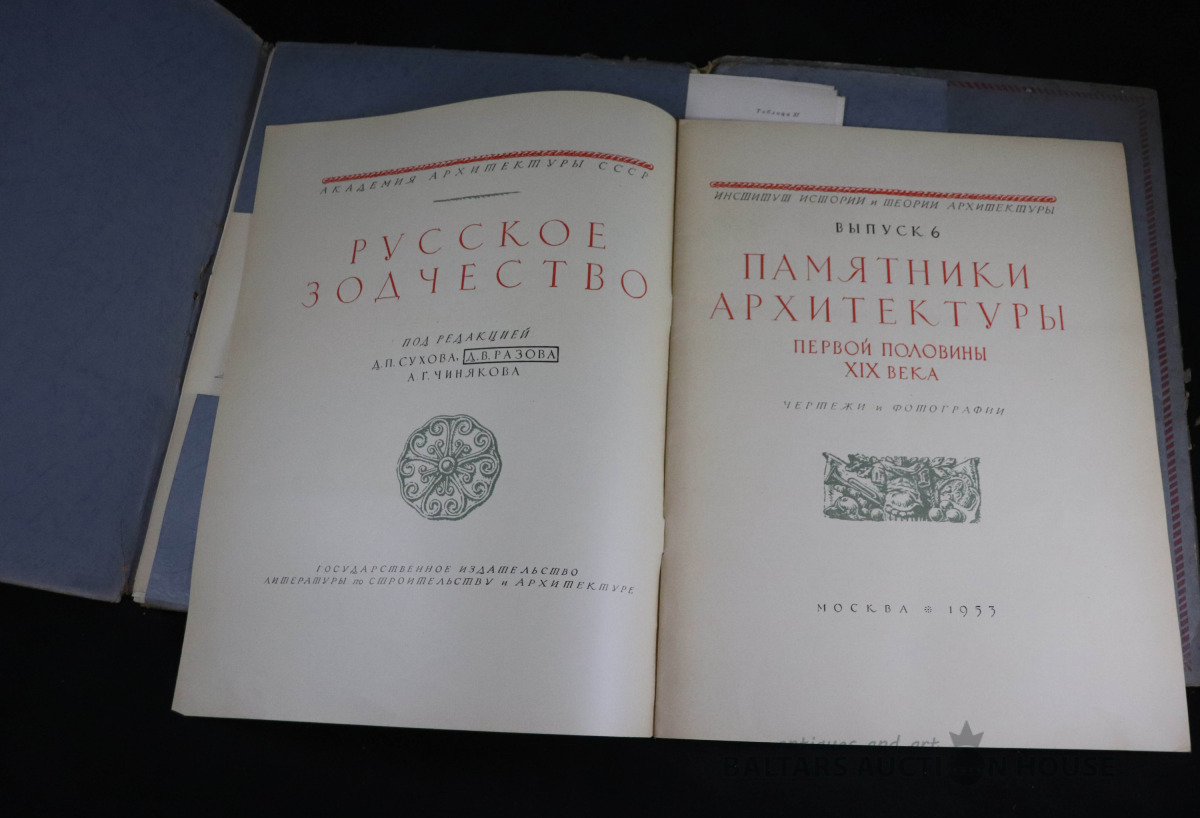 АКАДЕМИЯ АРХИТЕКТУРЫ СССР
РУССКОЕ
ЗОДЧЕСТВО
ПОД РЕДАКЦИЕЙ
Д.П. СУХОВА, Д.В. РАЗОВА
А.Г. ЧИНЯКОВА
ГОСУДАРСТВЕННОЕ ИЗДАТЕЛЬСТВО
ЛИТЕРАТУРЫ по СТРОИТЕЛЬСТВУ и АРХИТЕКТУРЕ
Таблица 37
ИНСТИТУТ ИСТОРИИ и ТЕОРИИ АРХИТЕКТУРЫ
ВЫПУСК 6
ПАМЯТНИКИ
АРХИТЕКТУРЫ
ПЕРВОЙ ПОЛОВИНЫ
XIX ВЕКА
ЧЕРТЕЖИ и ФОТОГРАФИИ
МОСКВА 1953
antiques and art
BALTARS AUCTION HOUSE